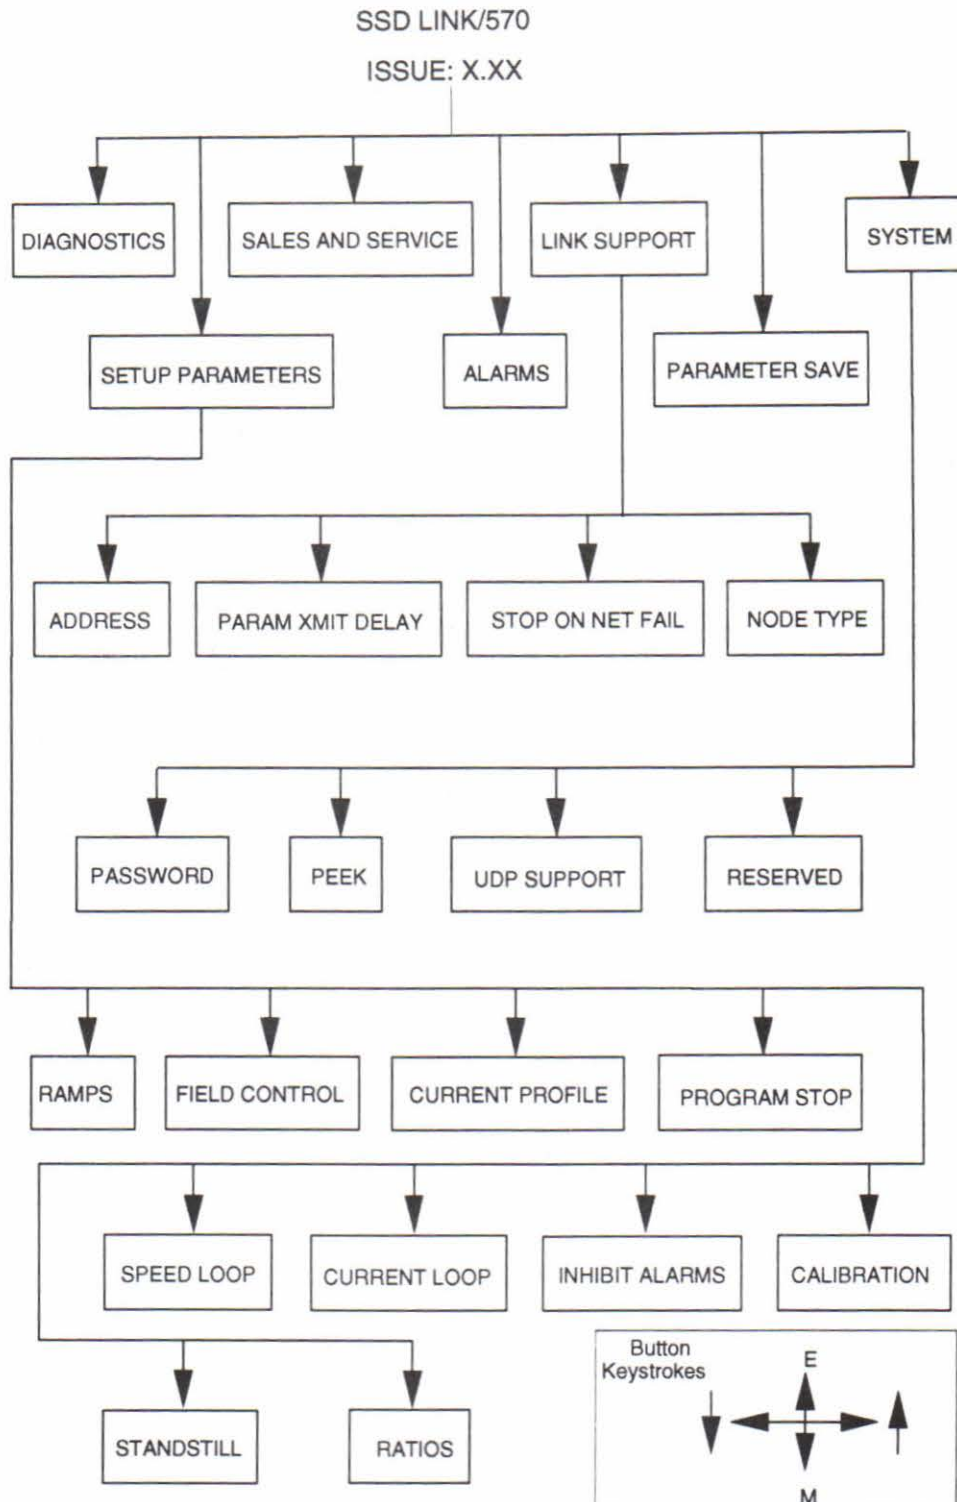 SSD LINK/570
ISSUE: X.XX
DIAGNOSTICS
SALES AND SERVICE
LINK SUPPORT
SYSTEM
SETUP PARAMETERS
ALARMS
PARAMETER SAVE
ADDRESS
PARAM XMIT DELAY
STOP ON NET FAIL
NODE TYPE
PASSWORD
PEEK
UDP SUPPORT
RESERVED
RAMPS
FIELD CONTROL
CURRENT PROFILE
PROGRAM STOP
SPEED LOOP
CURRENT LOOP
INHIBIT ALARMS
CALIBRATION
STANDSTILL
RATIOS
Button
Keystrokes
E
M